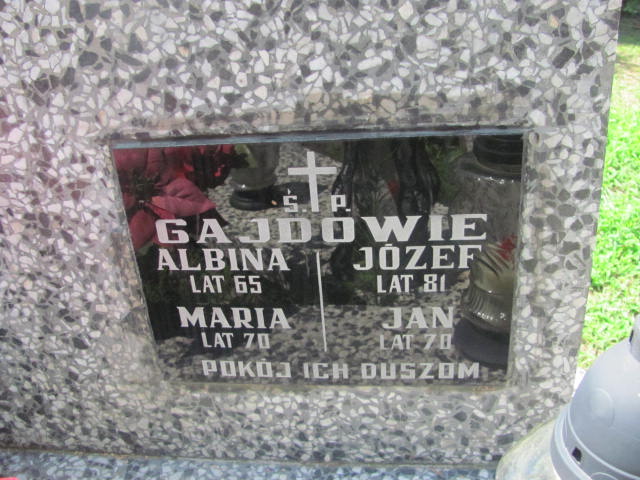 Ś P.
GAJDOWIE
ALBINA JÓZEF
LAT 65 LAT 81
MARIA JAN
LAT 70 LAT 70
POKÓJ ICH DUSZOM